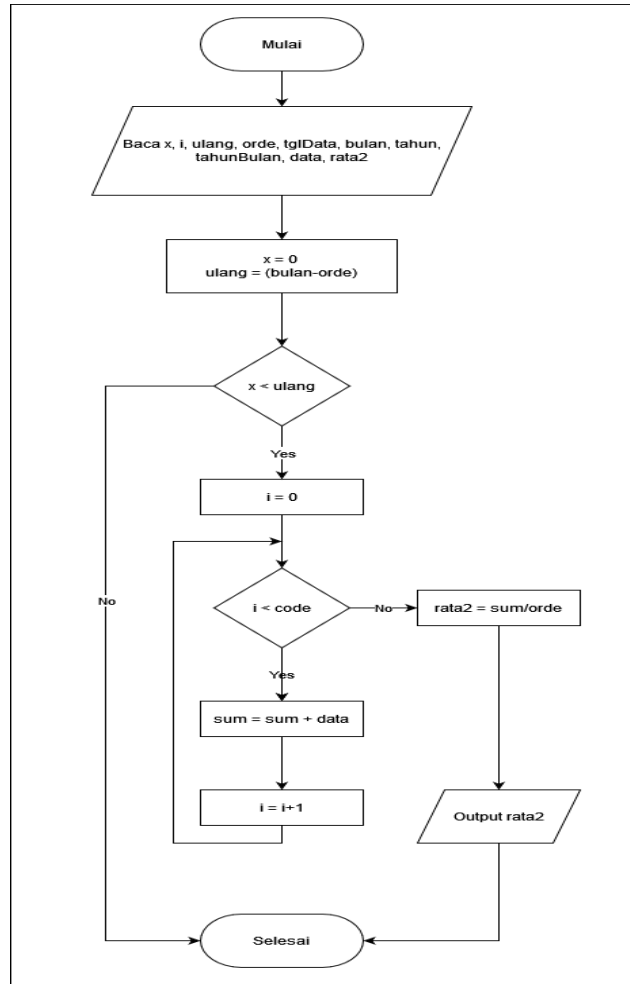 Mulai
Baca x, i, ulang, orde, tglData, bulan, tahun,
tahunBulan, data, rata2
x = 0
ulang = (bulan-orde)
x < ulang
Yes
i = 0
No
i < code
No
rata2 = sum/orde
Yes
sum = sum + data
i = i+1
Output rata2
Selesai